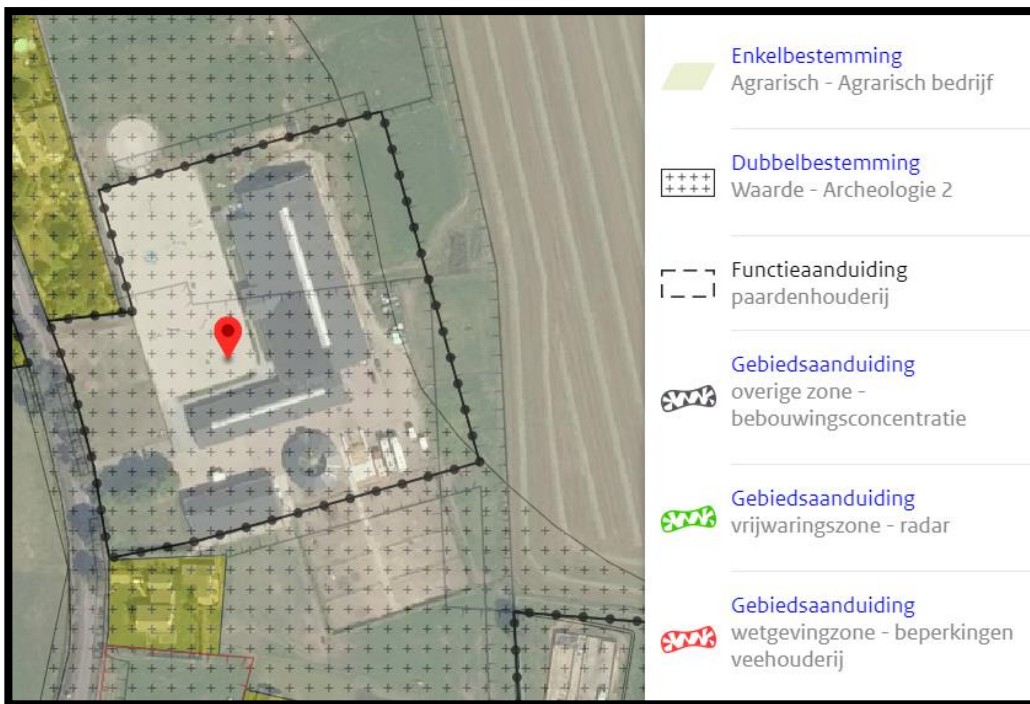 Enkelbestemming
Agrarisch - Agrarisch bedrijf
Dubbelbestemming
Waarde - Archeologie 2
Functieaanduiding
paardenhouderij
Gebiedsaanduiding
overige zone -
bebouwingsconcentratie
Gebiedsaanduiding
vrijwaringszone - radar
Gebiedsaanduiding
wetgevingzone - beperkingen
veehouderij